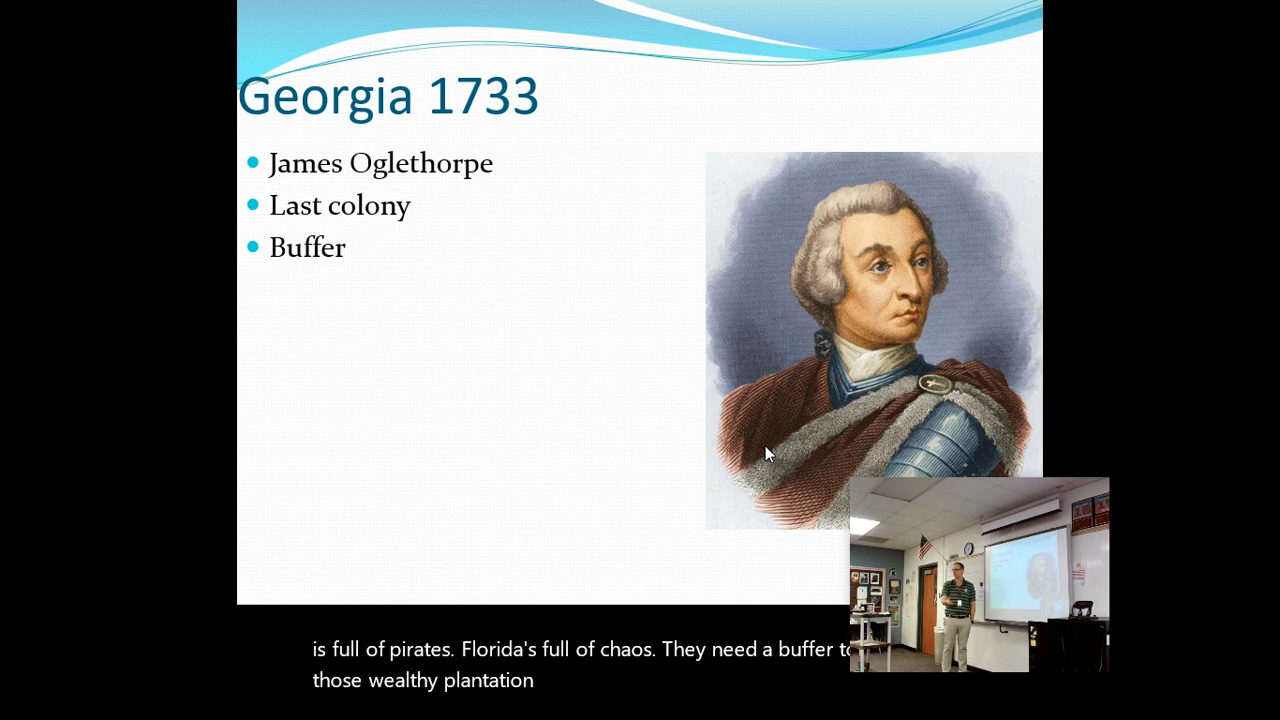 Georgia 1733
James Oglethorpe
Last colony
Buffer
is full of pirates. Florida's full of chaos. They need a buffer
those wealthy plantation